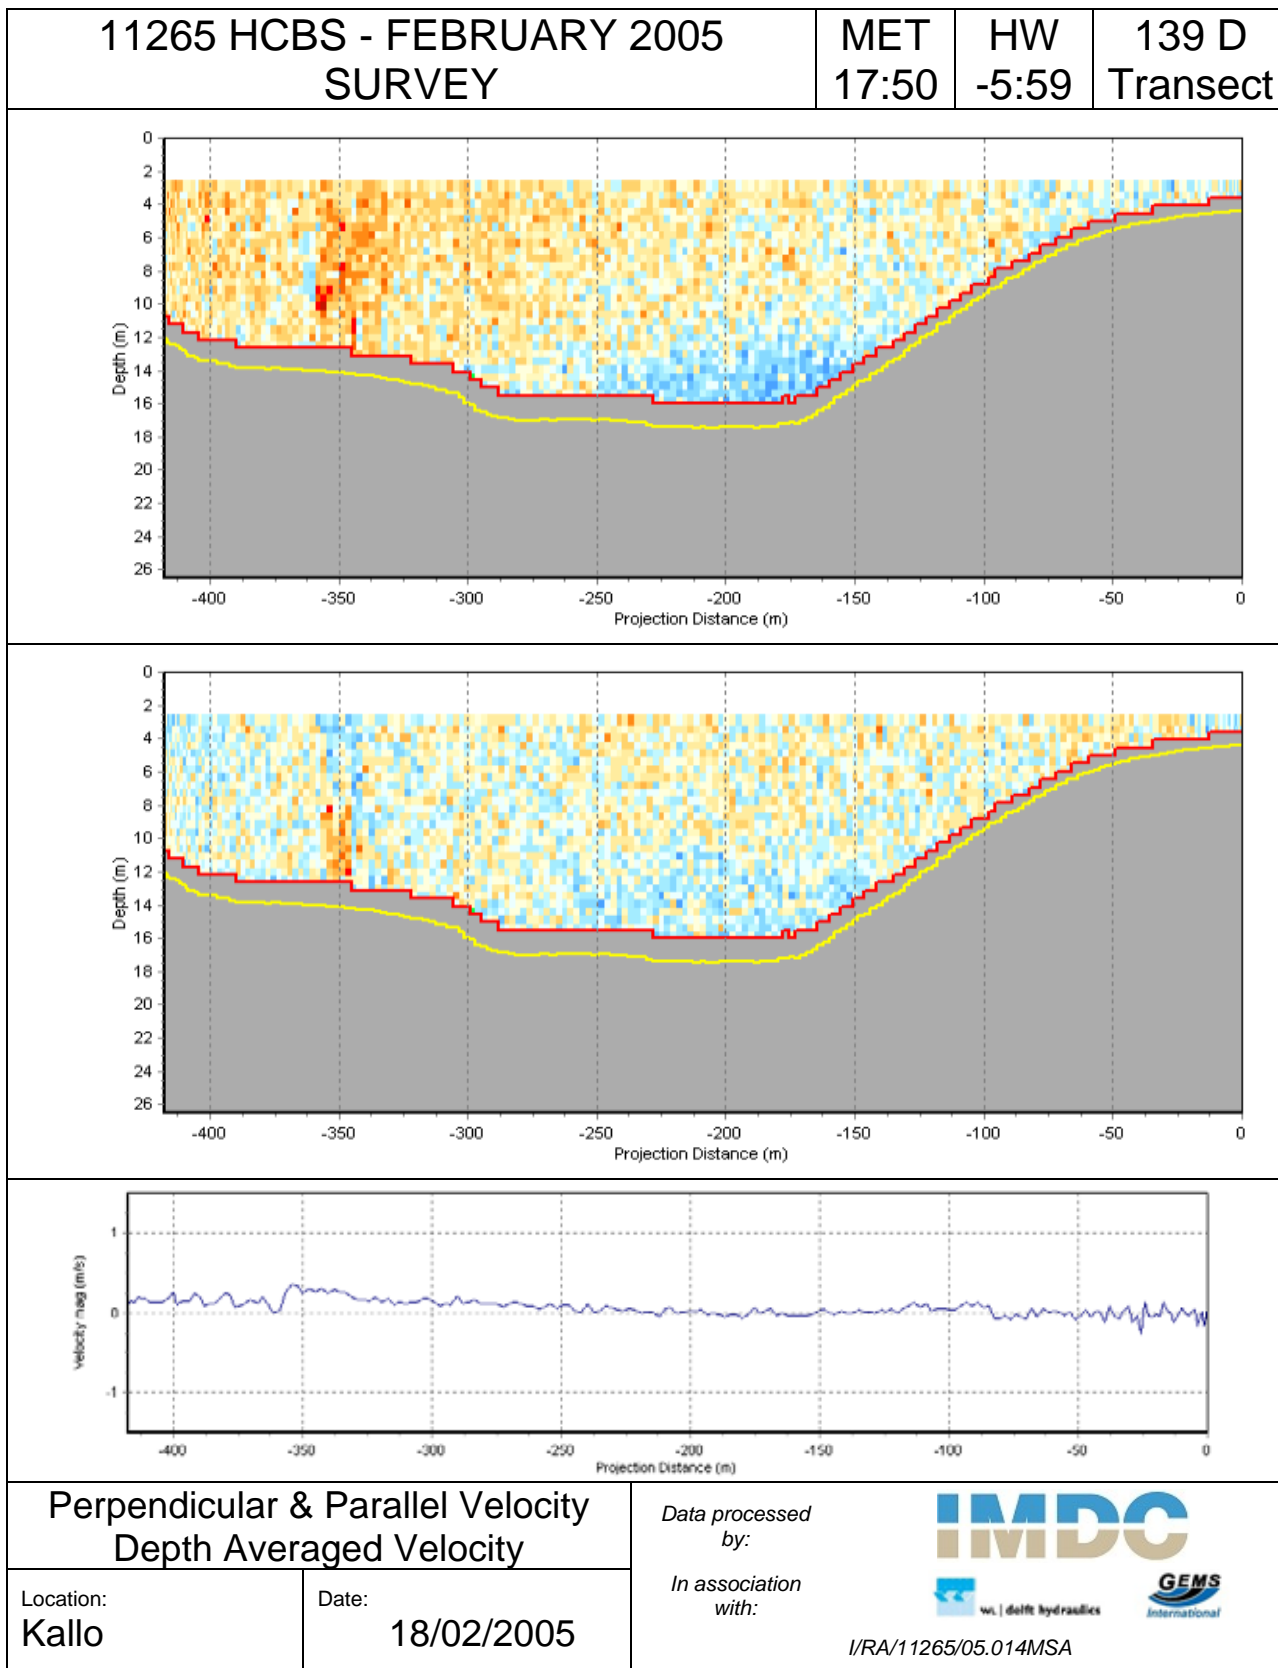 11265 HCBS - FEBRUARY 2005
SURVEY
MET
17:50
HW
-5:59
139 D
Transect
0
2
4
6
8
10
12
14
16
18
20
22
24
26
Depth (m)
-400 -350 -300 -250 -200 -150 -100 -50 0
Projection Distance (m)
0
2
4
6
8
10
12
14
16
18
20
22
24
26
Depth (m)
-400 -350 -300 -250 -200 -150 -100 -50 0
Projection Distance (m)
1
0
-1
Velocity mag (m/s)
-400 -350 -300 -250 -200 -150 -100 -50 0
Projection Distance (m)
Perpendicular & Parallel Velocity
Depth Averaged Velocity
Location:
Kallo
Date:
18/02/2005
Data processed
by:
IMDC
In association
with:
wl | delft hydraulics
GEMS
International
I/RA/11265/05.014MSA